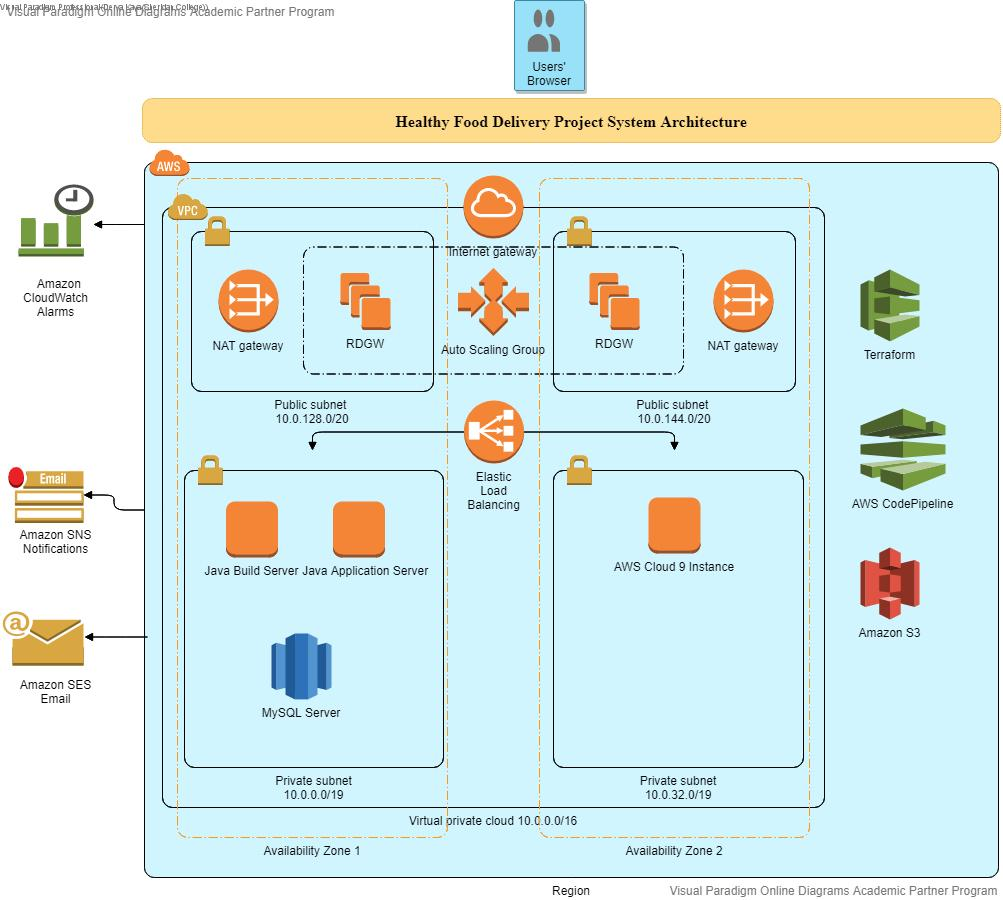 Visual Paradigm Online Diagrams Academic Partner Program
Users'
Browser
Healthy Food Delivery Project System Architecture
AWS
VPC
Internet gateway
Amazon
CloudWatch
Alarms
NAT gateway
RDGW
Auto Scaling Group
RDGW
NAT gateway
Terraform
Public subnet
10.0.128.0/20
Public subnet
10.0.144.0/20
Elastic
Load
Balancing
Email
Amazon SNS
Notifications
AWS CodePipeline
Java Build Server
Java Application Server
AWS Cloud 9 Instance
@
Amazon SES
Email
Amazon S3
MySQL Server
Private subnet
10.0.0.0/19
Private subnet
10.0.32.0/19
Virtual private cloud 10.0.0.0/16
Availability Zone 1
Availability Zone 2
Region
Visual Paradigm Online Diagrams Academic Partner Program